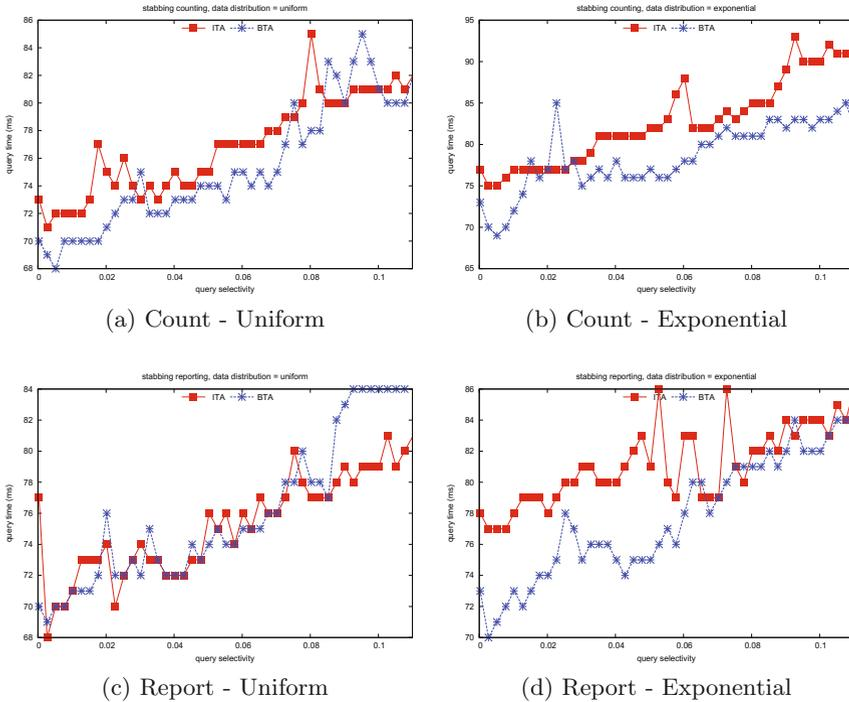 stabbing counting, data distribution = uniform
86
84
82
80
78
76
74
72
70
68
query time (ms)
ITA
BTA
0
0.02
0.04
0.06
0.08
0.1
query selectivity
(a) Count - Uniform
stabbing counting, data distribution = exponential
95
90
85
80
75
70
65
query time (ms)
ITA
BTA
0
0.02
0.04
0.06
0.08
0.1
query selectivity
(b) Count - Exponential
stabbing reporting, data distribution = uniform
84
82
80
78
76
74
72
70
68
query time (ms)
ITA
BTA
0
0.02
0.04
0.06
0.08
0.1
query selectivity
(c) Report - Uniform
stabbing reporting, data distribution = exponential
86
84
82
80
78
76
74
72
70
query time (ms)
ITA
BTA
0
0.02
0.04
0.06
0.08
0.1
query selectivity
(d) Report - Exponential